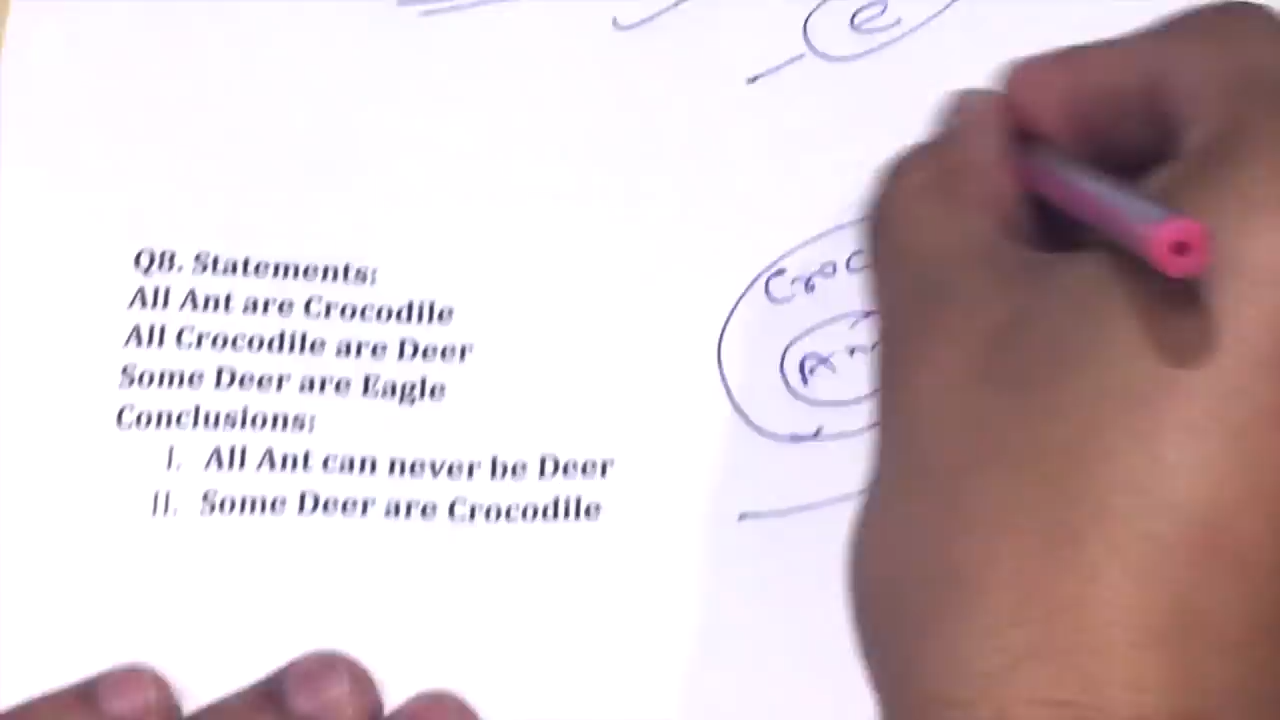 e
Q8. Statements:
All Ant are Crocodile
All Crocodile are Deer
Some Deer are Eagle
Conclusions:
I. All Ant can never be Deer
II. Some Deer are Crocodile